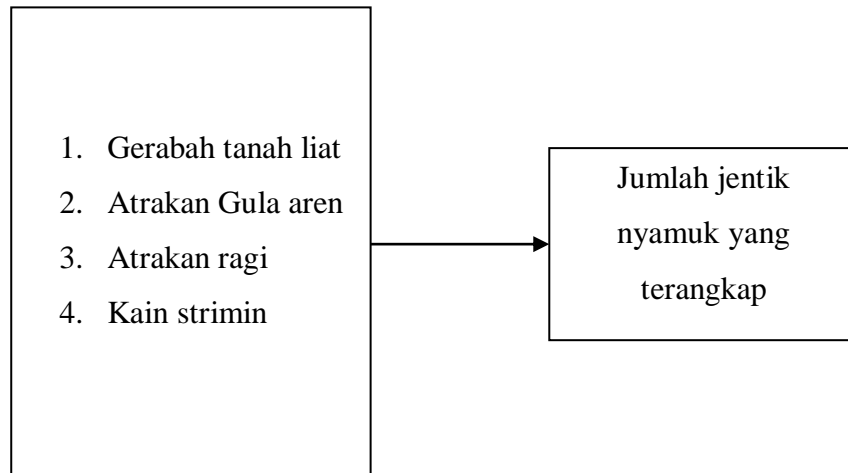 1. Gerabah tanah liat
2. Atrakan Gula aren
3. Atrakan ragi
4. Kain strimin
Jumlah jentik
nyamuk yang
terangkap